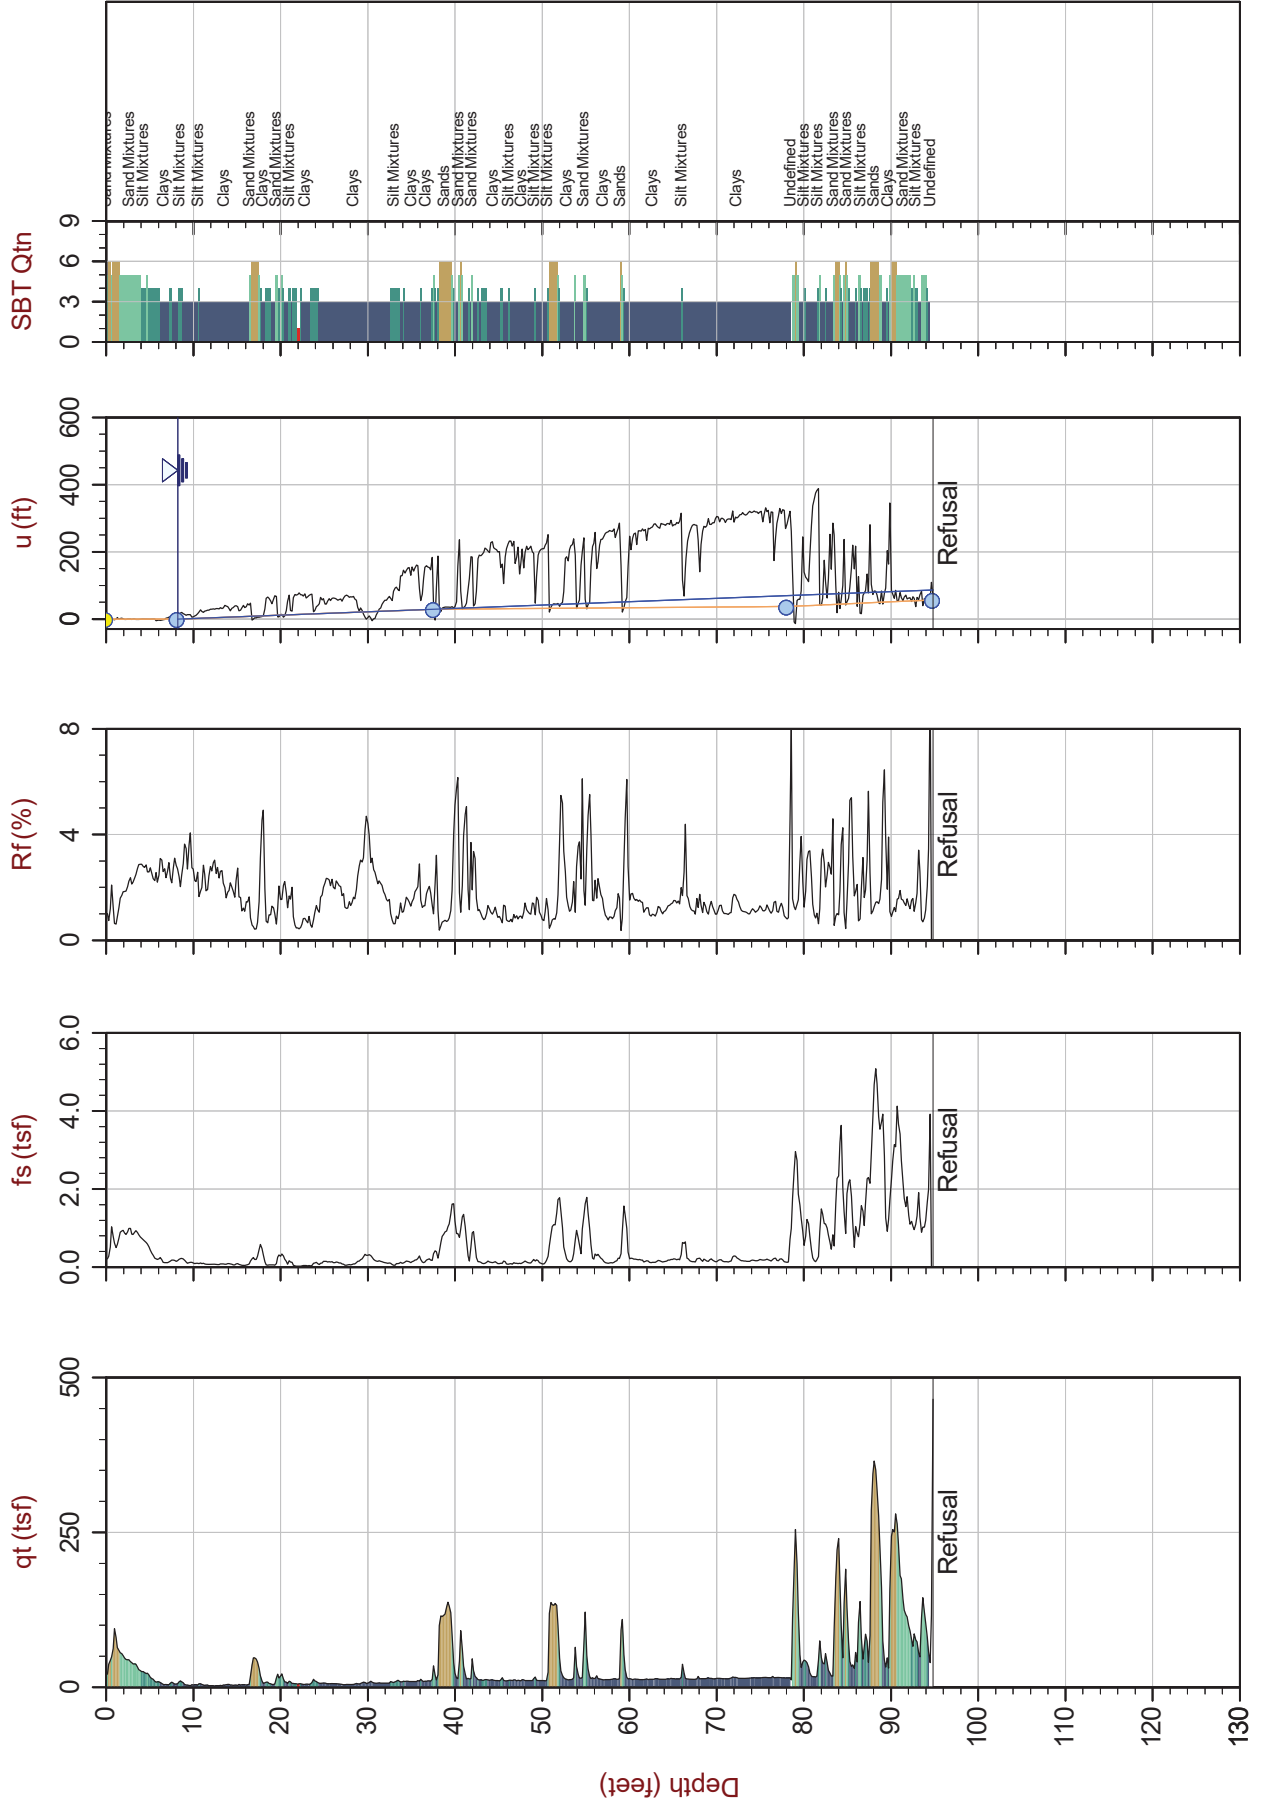 SBT Qtn
0
3
6
9
Sand Mixtures
Sand Mixtures
Silt Mixtures
Clays
Silt Mixtures
Silt Mixtures
Clays
Sand Mixtures
Clays
Sand Mixtures
Silt Mixtures
Clays
Clays
Silt Mixtures
Clays
Clays
Sands
Sand Mixtures
Sand Mixtures
Clays
Silt Mixtures
Clays
Silt Mixtures
Silt Mixtures
Clays
Sand Mixtures
Clays
Sands
Clays
Silt Mixtures
Clays
Undefined
Silt Mixtures
Silt Mixtures
Sand Mixtures
Sand Mixtures
Silt Mixtures
Sands
Clays
Sand Mixtures
Silt Mixtures
Undefined
u (ft)
0
200
400
600
Refusal
Rf (%)
0
4
8
Refusal
fs (tsf)
0.0
2.0
4.0
6.0
Refusal
qt (tsf)
0
250
500
Refusal
0
10
20
30
40
50
60
70
80
90
100
110
120
130
Depth (feet)